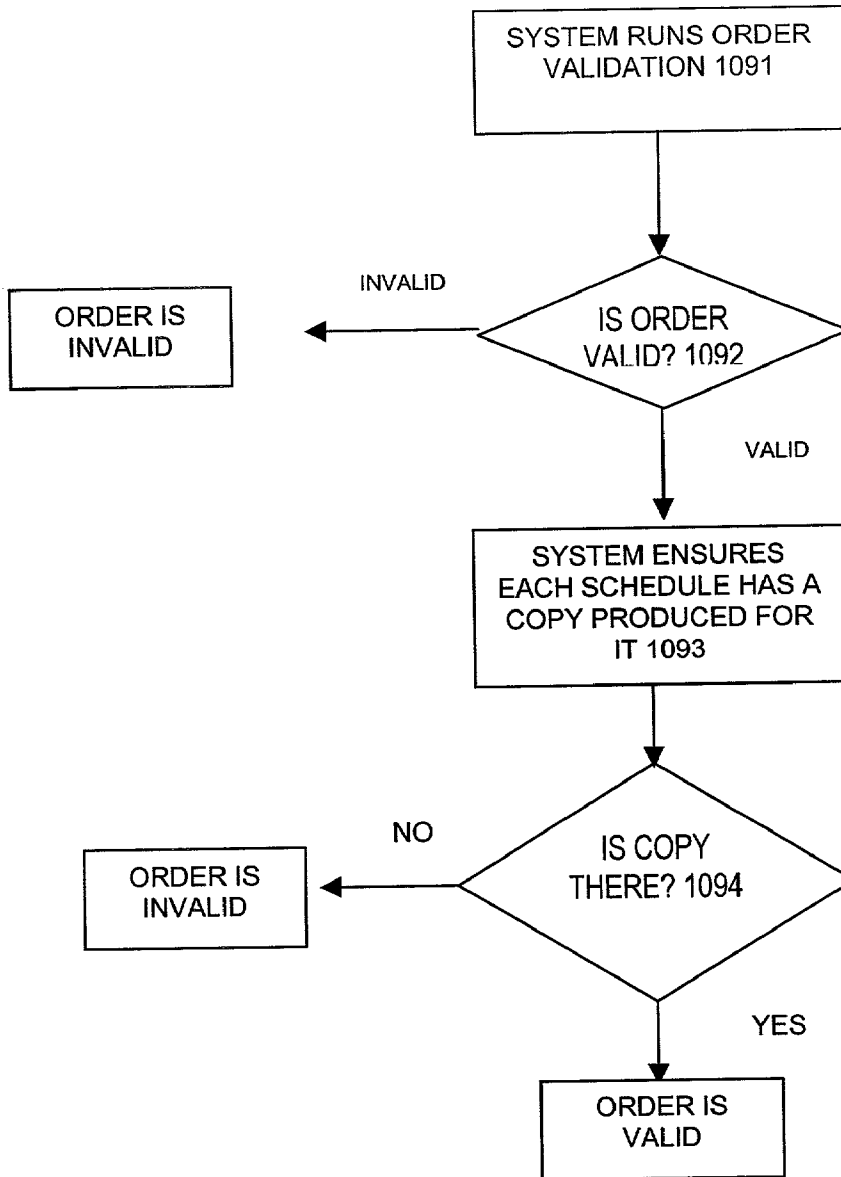 SYSTEM RUNS ORDER
VALIDATION 1091
INVALID
ORDER IS
INVALID
IS ORDER
VALID? 1092
VALID
SYSTEM ENSURES
EACH SCHEDULE HAS A
COPY PRODUCED FOR
IT 1093
NO
IS COPY
THERE? 1094
ORDER IS
INVALID
YES
ORDER IS
VALID